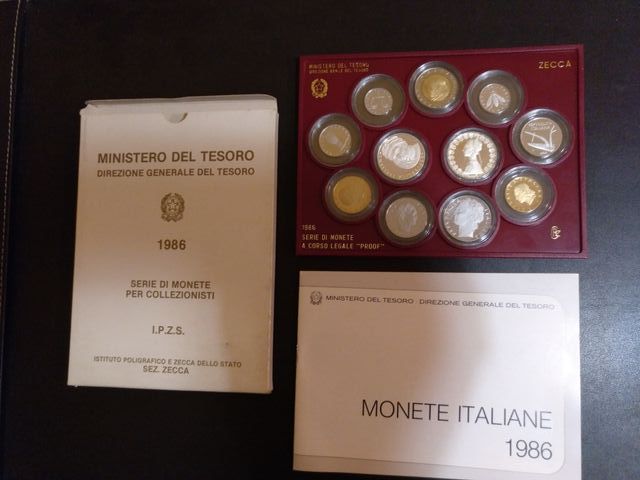 MINISTERO DEL TESORO
DIREZIONE GENERALE DEL TESORO
1986
SERIE DI MONETE
PER COLLEZIONISTI
I.P.Z.S.
ISTITUTO POLIGRAFICO E ZECCA DELLO STATO
SEZ. ZECCA
MINISTERO DEL TESORO
DIREZIONE GENERALE DEL TESORO
ZECCA
1986
SERIE DI MONETE
A CORSO LEGALE "PROOF"
MINISTERO DEL TESORO DIREZIONE GENERALE DEL TESORO
MONETE ITALIANE
1986